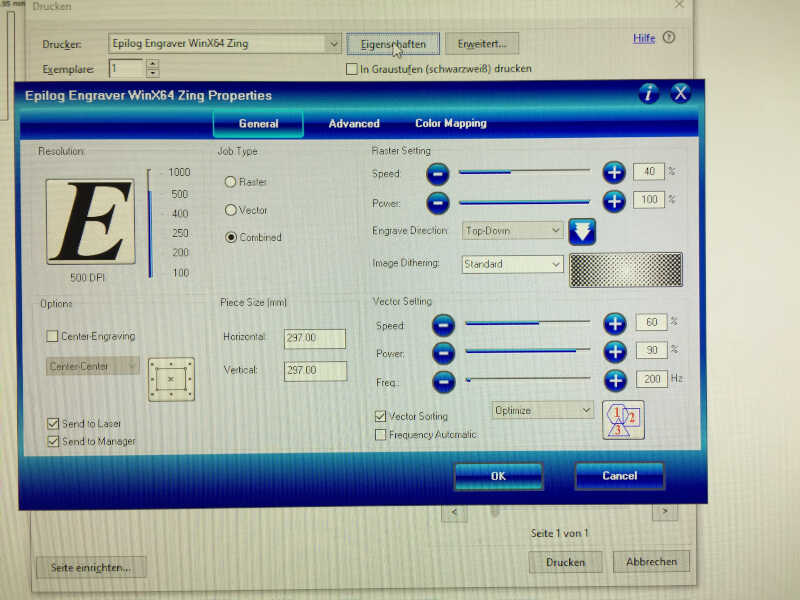 .95 mm
Drucken
Drucker: Epilog Engraver WinX64 Zing Eigenschaften Erweitert... Hilfe ?
Exemplare: 1 In Graustufen (schwarzweiß) drucken
Epilog Engraver WinX64 Zing Properties i X
General Advanced Color Mapping
Resolution: Job Type Raster Setting
E
1000
500
400
250
200
100
500 DPI
Raster
Vector
Combined
Speed: 40 %
Power: 100 %
Engrave Direction: Top-Down
Image Dithering: Standard
Options Piece Size (mm) Vector Setting
Center-Engraving
Center-Center
Send to Laser
Send to Manager
Horizontal: 297.00
Vertical: 297.00
Speed: 60 %
Power: 90 %
Freq.: 200 Hz
Vector Sorting Optimize
1 2 3
Frequency Automatic
OK Cancel
< >
Seite 1 von 1
Seite einrichten... Drucken Abbrechen